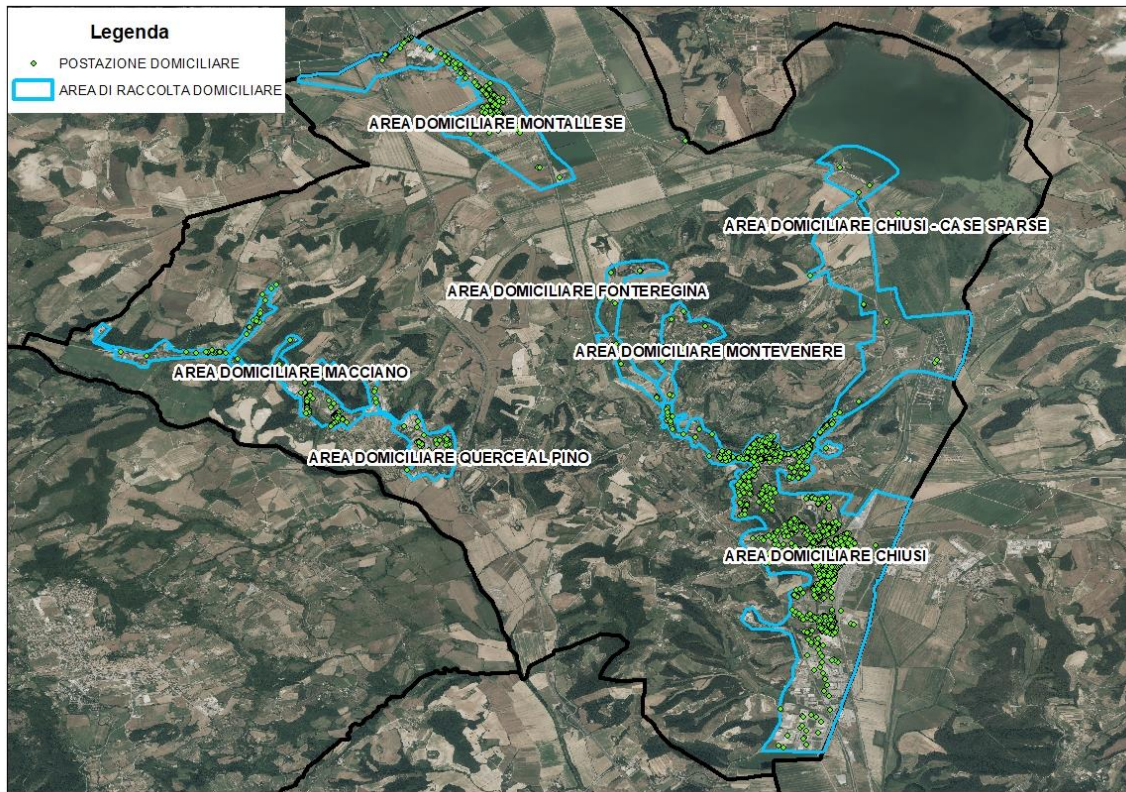 Legenda
POSTAZIONE DOMICILIARE
AREA DI RACCOLTA DOMICILIARE
AREA DOMICILIARE MONTALLESE
AREA DOMICILIARE CHIUSI - CASE SPARSE
AREA DOMICILIARE FONTEREGINA
AREA DOMICILIARE MONTEVENERE
AREA DOMICILIARE MACCIANO
AREA DOMICILIARE QUERCE AL PINO
AREA DOMICILIARE CHIUSI